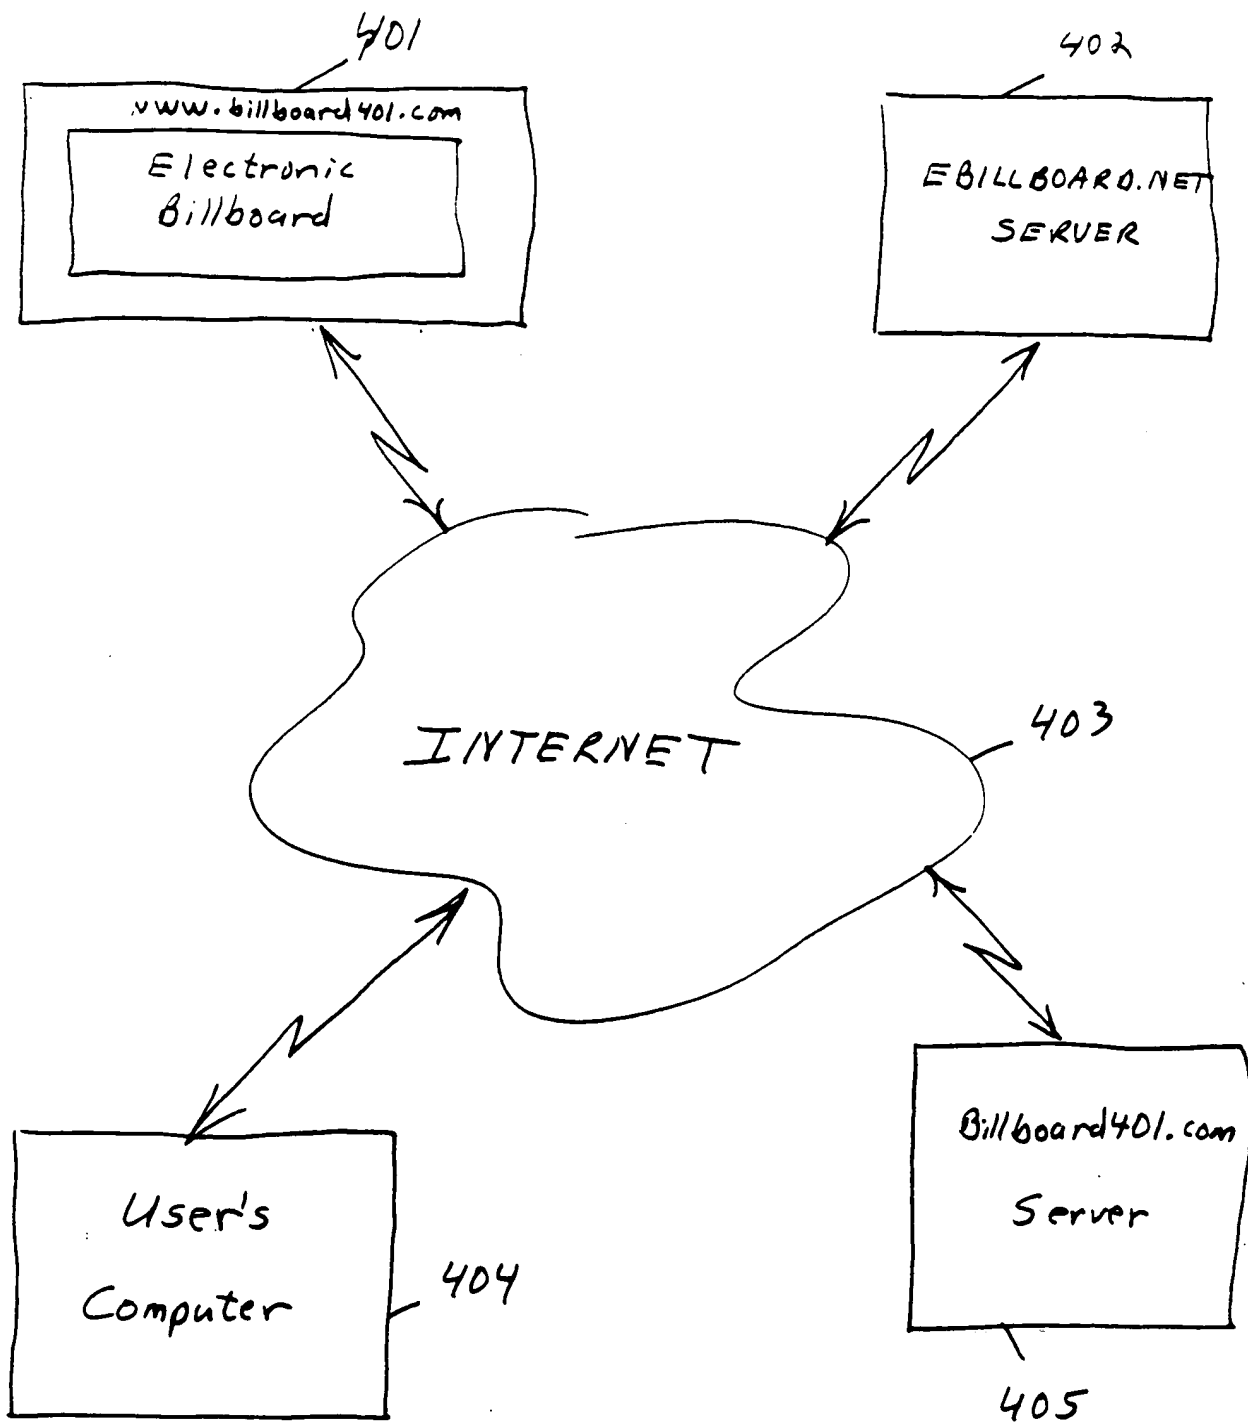 401
www.billboard401.com
Electronic
Billboard
402
EBILLBOARD.NET
SERVER
INTERNET
403
User's
Computer
404
Billboard401.com
Server
405